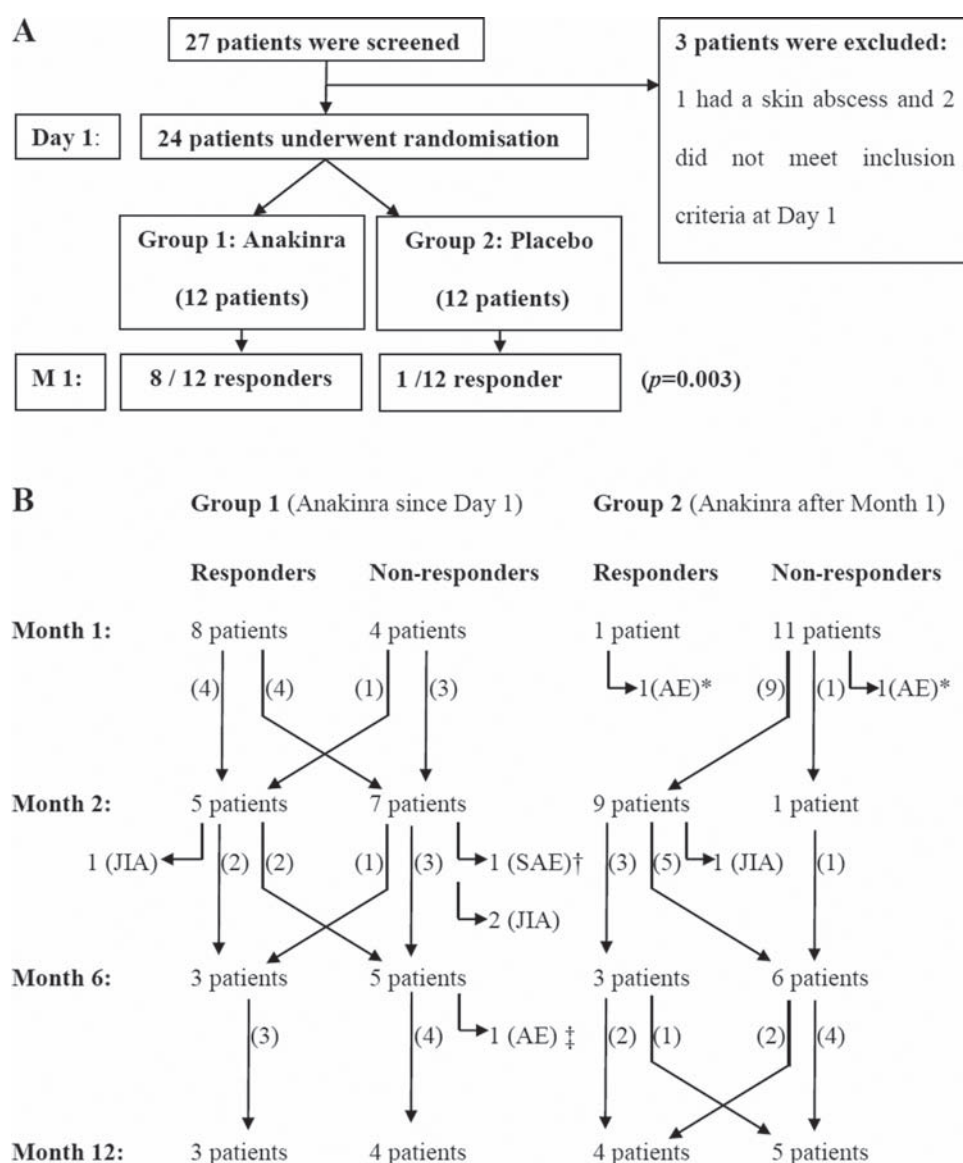 A
27 patients were screened
3 patients were excluded:
1 had a skin abscess and 2
did not meet inclusion
criteria at Day 1
Day 1:
24 patients underwent randomisation
Group 1: Anakinra
(12 patients)
Group 2: Placebo
(12 patients)
M 1:
8 / 12 responders
1 /12 responder
(p=0.003)
B
Group 1 (Anakinra since Day 1)
Group 2 (Anakinra after Month 1)
Responders
Non-responders
Responders
Non-responders
Month 1:
8 patients
4 patients
1 patient
11 patients
(4)
(4)
(1)
(3)
1(AE)*
(9)
(1)
1(AE)*
Month 2:
5 patients
7 patients
9 patients
1 patient
1 (JIA)
(2)
(2)
(1)
(3)
1 (SAE)†
2 (JIA)
(3)
(5)
1 (JIA)
(1)
Month 6:
3 patients
5 patients
3 patients
6 patients
(3)
(4)
1 (AE) ‡
(2)
(1)
(2)
(4)
Month 12:
3 patients
4 patients
4 patients
5 patients